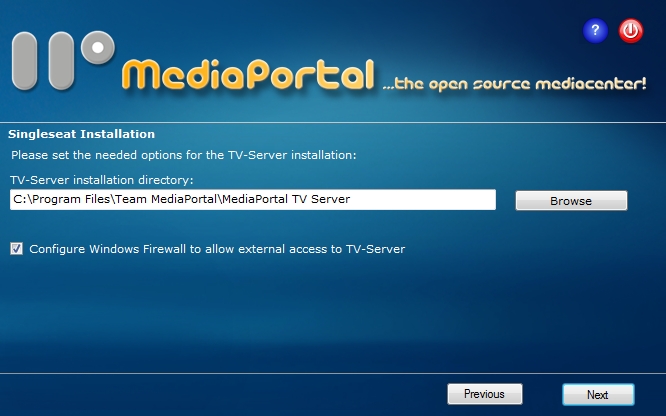 ?
MediaPortal ...the open source mediacenter!
Singleseat Installation
Please set the needed options for the TV-Server installation:
TV-Server installation directory:
C:\Program Files\Team MediaPortal\MediaPortal TV Server
Browse
Configure Windows Firewall to allow external access to TV-Server
Previous
Next